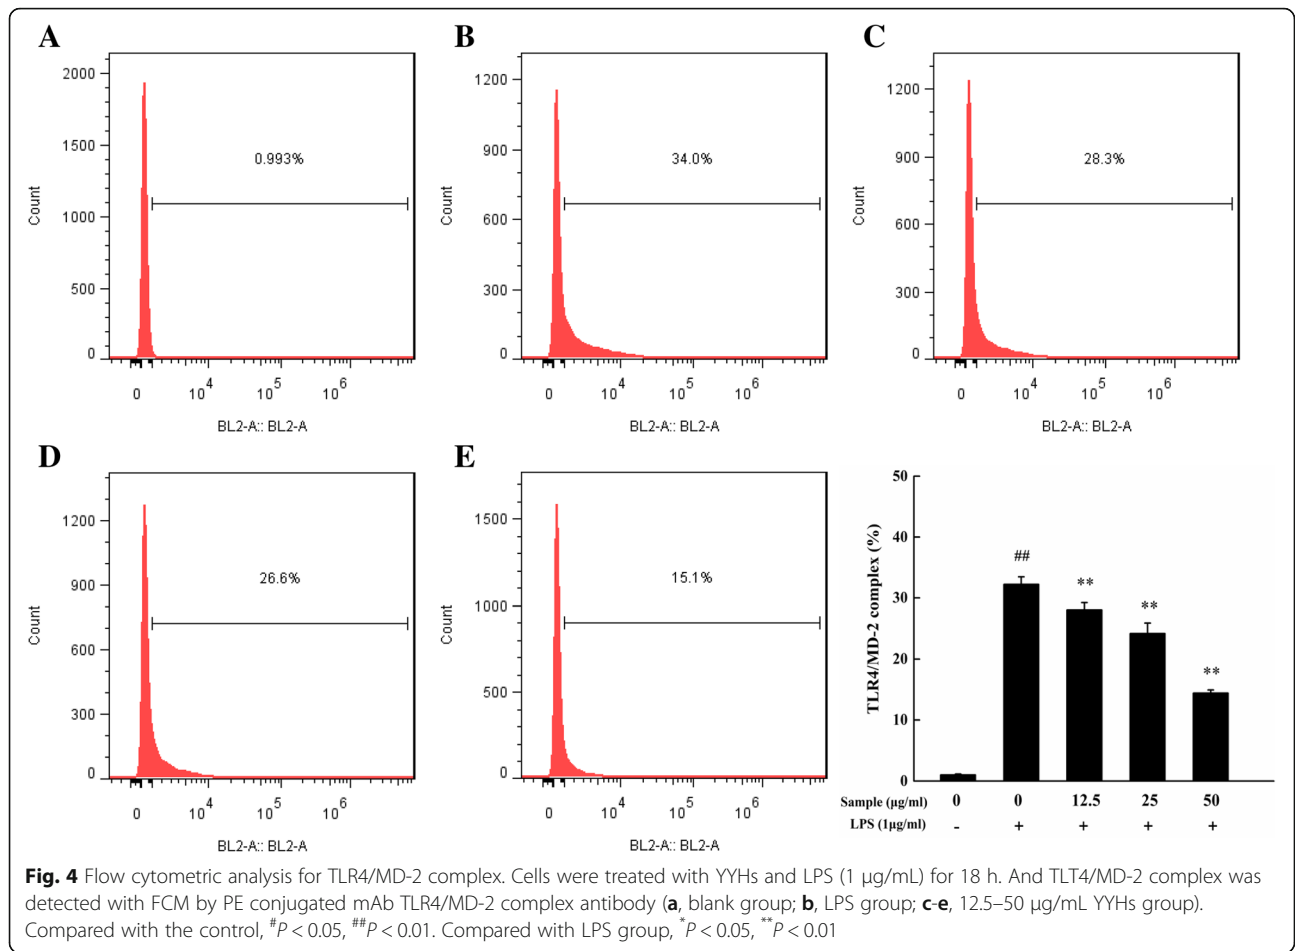 A
2000
1500
1000
500
0
Count
0.993%
0 10^4 10^5 10^6
BL2-A:: BL2-A
B
1200
900
600
300
0
Count
34.0%
0 10^4 10^5 10^6
BL2-A:: BL2-A
C
1200
900
600
300
0
Count
28.3%
0 10^4 10^5 10^6
BL2-A:: BL2-A
D
1200
900
600
300
0
Count
26.6%
0 10^4 10^5 10^6
BL2-A:: BL2-A
E
1500
1000
500
0
Count
15.1%
0 10^4 10^5 10^6
BL2-A:: BL2-A
50
40
30
20
10
0
TLR4/MD-2 complex (%)
##
**
**
**
Sample (μg/ml) 0 0 12.5 25 50
LPS (1μg/ml) - + + + +
Fig. 4 Flow cytometric analysis for TLR4/MD-2 complex. Cells were treated with YYHs and LPS (1 μg/mL) for 18 h. And TLT4/MD-2 complex was
detected with FCM by PE conjugated mAb TLR4/MD-2 complex antibody (a, blank group; b, LPS group; c-e, 12.5–50 μg/mL YYHs group).
Compared with the control, #P < 0.05, ##P < 0.01. Compared with LPS group, *P < 0.05, **P < 0.01